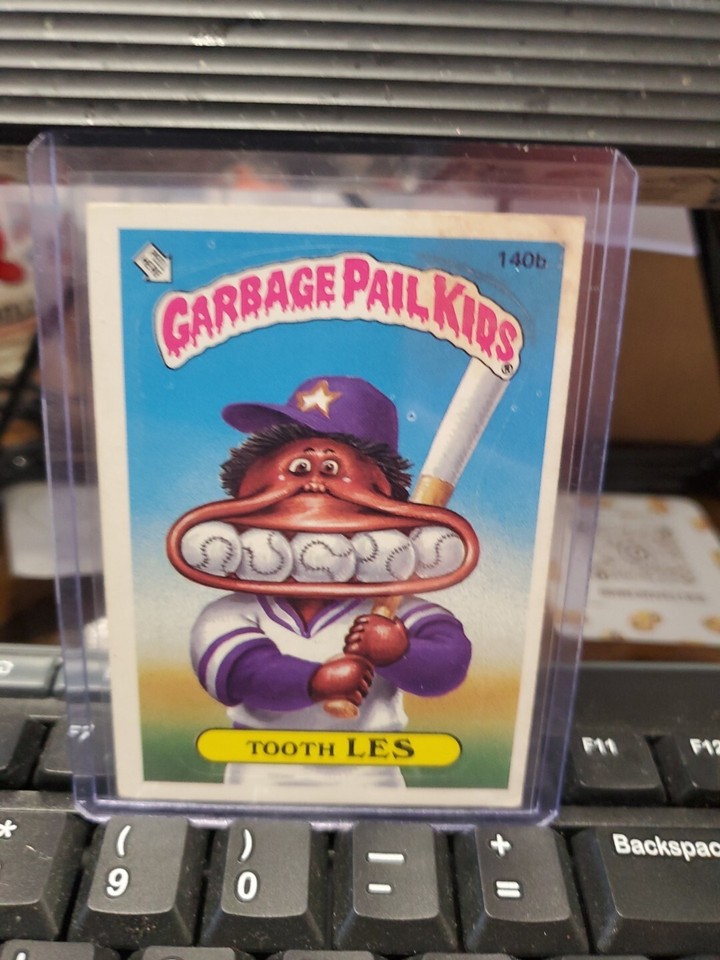 140b
GARBAGE PAIL KIDS
®
TOOTH LES
F11
F12
* ( ) — +
9 0 - =
Backspac